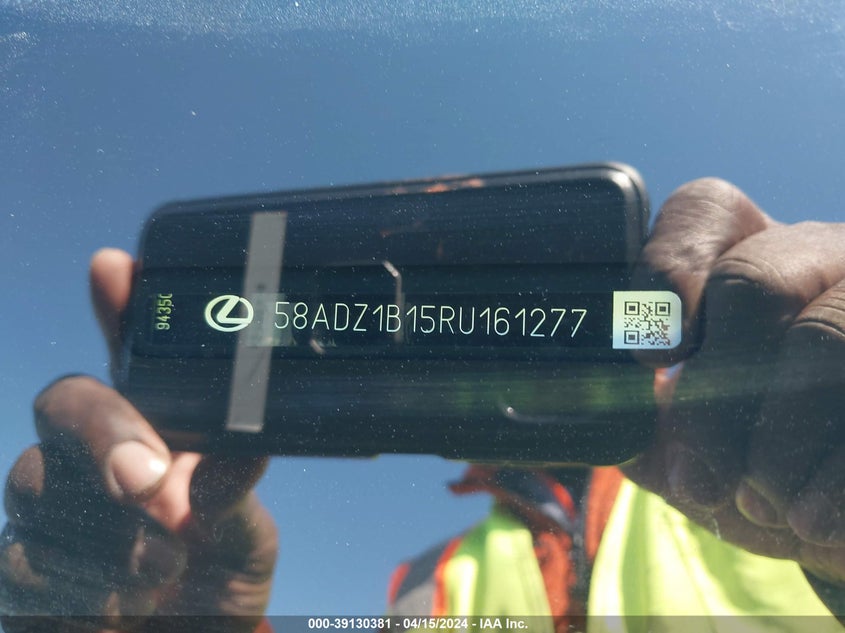 9435C
58ADZ1B15RU161277
000-39130381 - 04/15/2024 - IAA Inc.